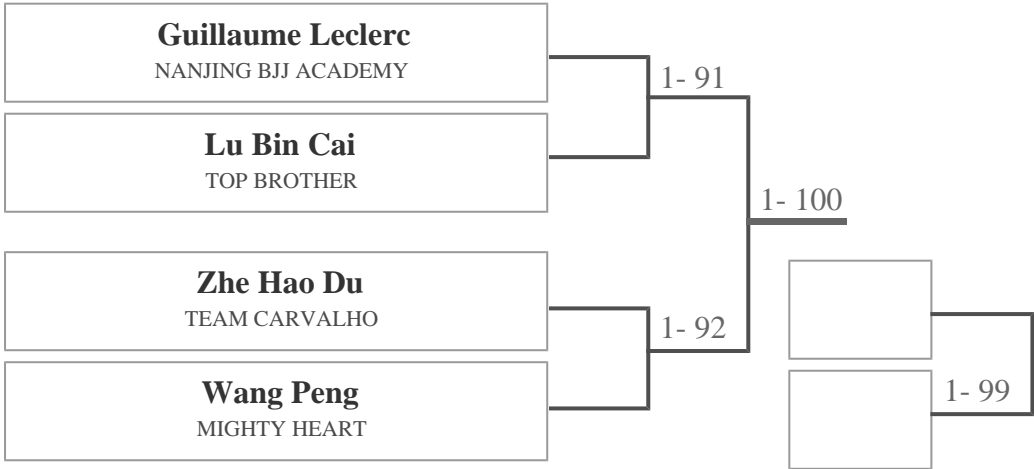 Guillaume Leclerc
NANJING BJJ ACADEMY
1- 91
Lu Bin Cai
TOP BROTHER
1- 100
Zhe Hao Du
TEAM CARVALHO
1- 92
Wang Peng
MIGHTY HEART
1- 99